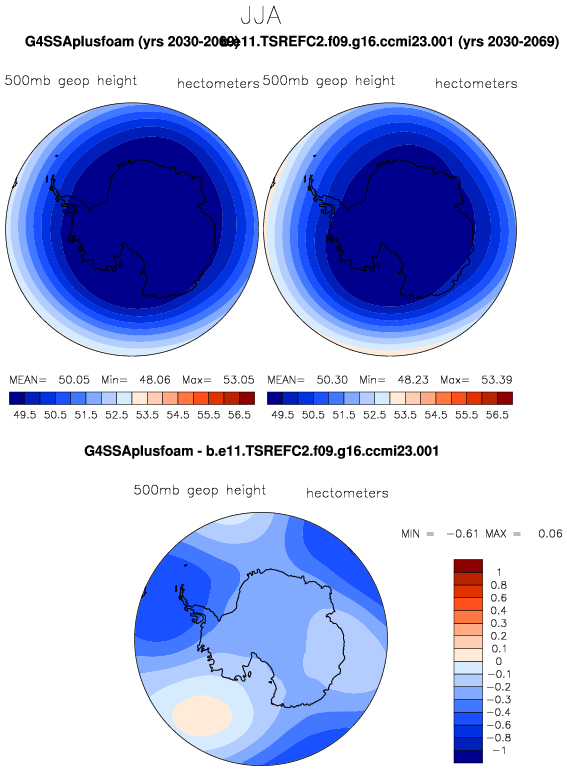 JJA
G4SSAplusfoam (yrs 2030-2069) b.e11.TSREFC2.f09.g16.ccmi23.001 (yrs 2030-2069)
500mb geop height hectometers 500mb geop height hectometers
MEAN= 50.05 Min= 48.06 Max= 53.05 MEAN= 50.30 Min= 48.23 Max= 53.39
49.5 50.5 51.5 52.5 53.5 54.5 55.5 56.5 49.5 50.5 51.5 52.5 53.5 54.5 55.5 56.5
G4SSAplusfoam - b.e11.TSREFC2.f09.g16.ccmi23.001
500mb geop height hectometers
MIN = -0.61 MAX = 0.06
1
0.8
0.6
0.4
0.3
0.2
0.1
0
-0.1
-0.2
-0.3
-0.4
-0.6
-0.8
-1